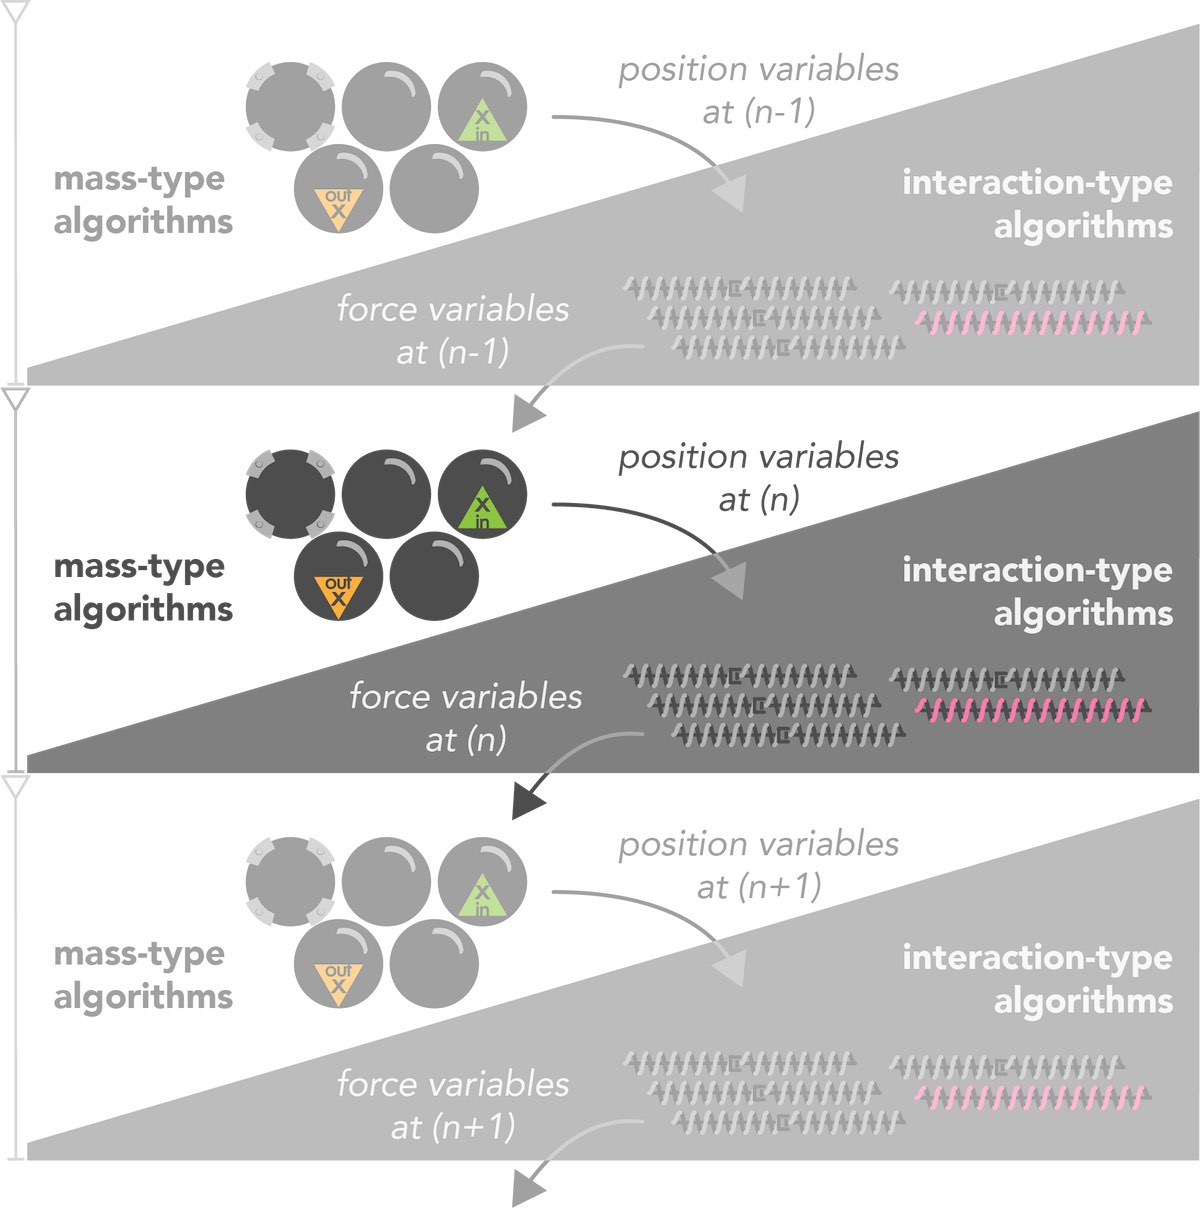 position variables
at (n-1)
X
in
mass-type
algorithms
out
X
interaction-type
algorithms
force variables
at (n-1)
position variables
at (n)
X
in
mass-type
algorithms
out
X
interaction-type
algorithms
force variables
at (n)
position variables
at (n+1)
X
in
mass-type
algorithms
out
X
interaction-type
algorithms
force variables
at (n+1)